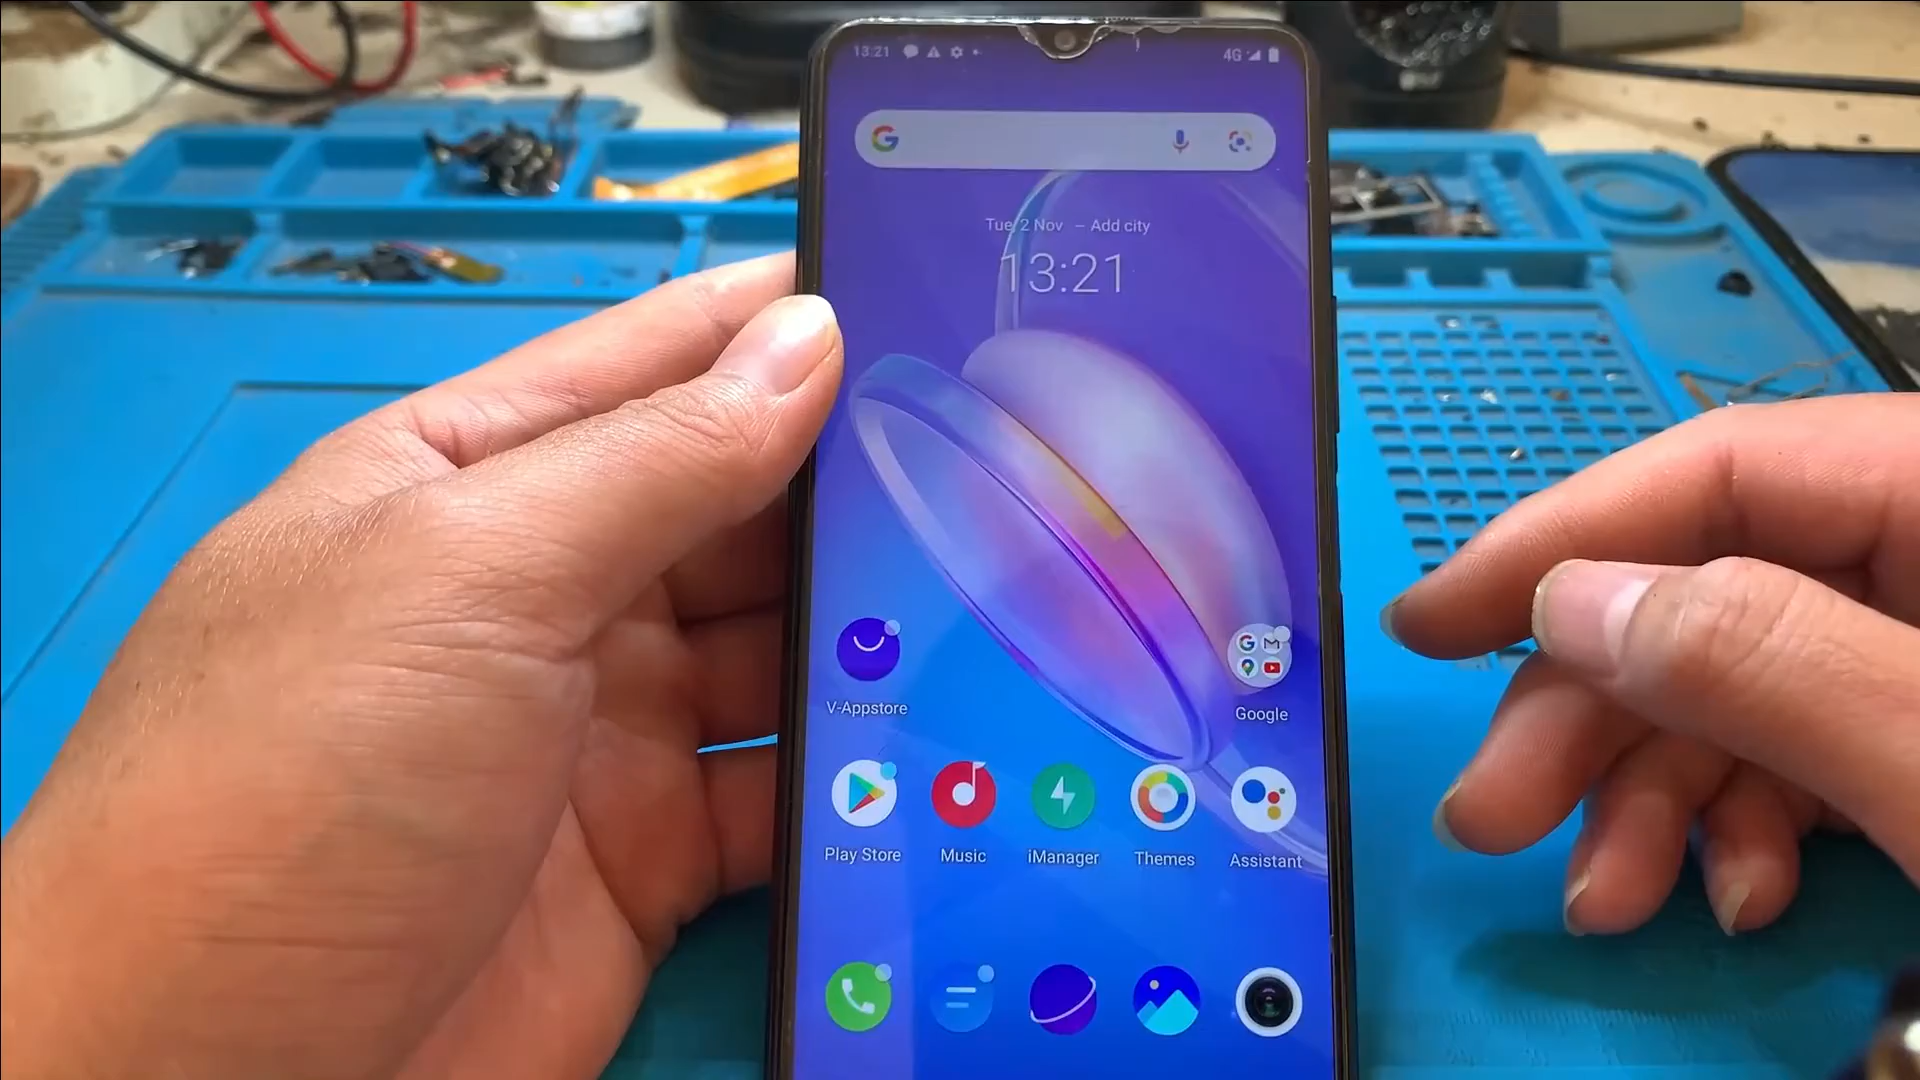 13:21
4G
Tue, 2 Nov – Add city
13:21
V-Appstore
Google
Play Store
Music
iManager
Themes
Assistant